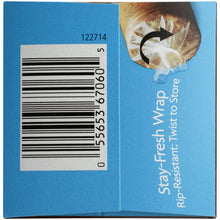 122714
0 55653 67060 5
Stay-Fresh Wrap
Rip-Resistant; Twist to Store